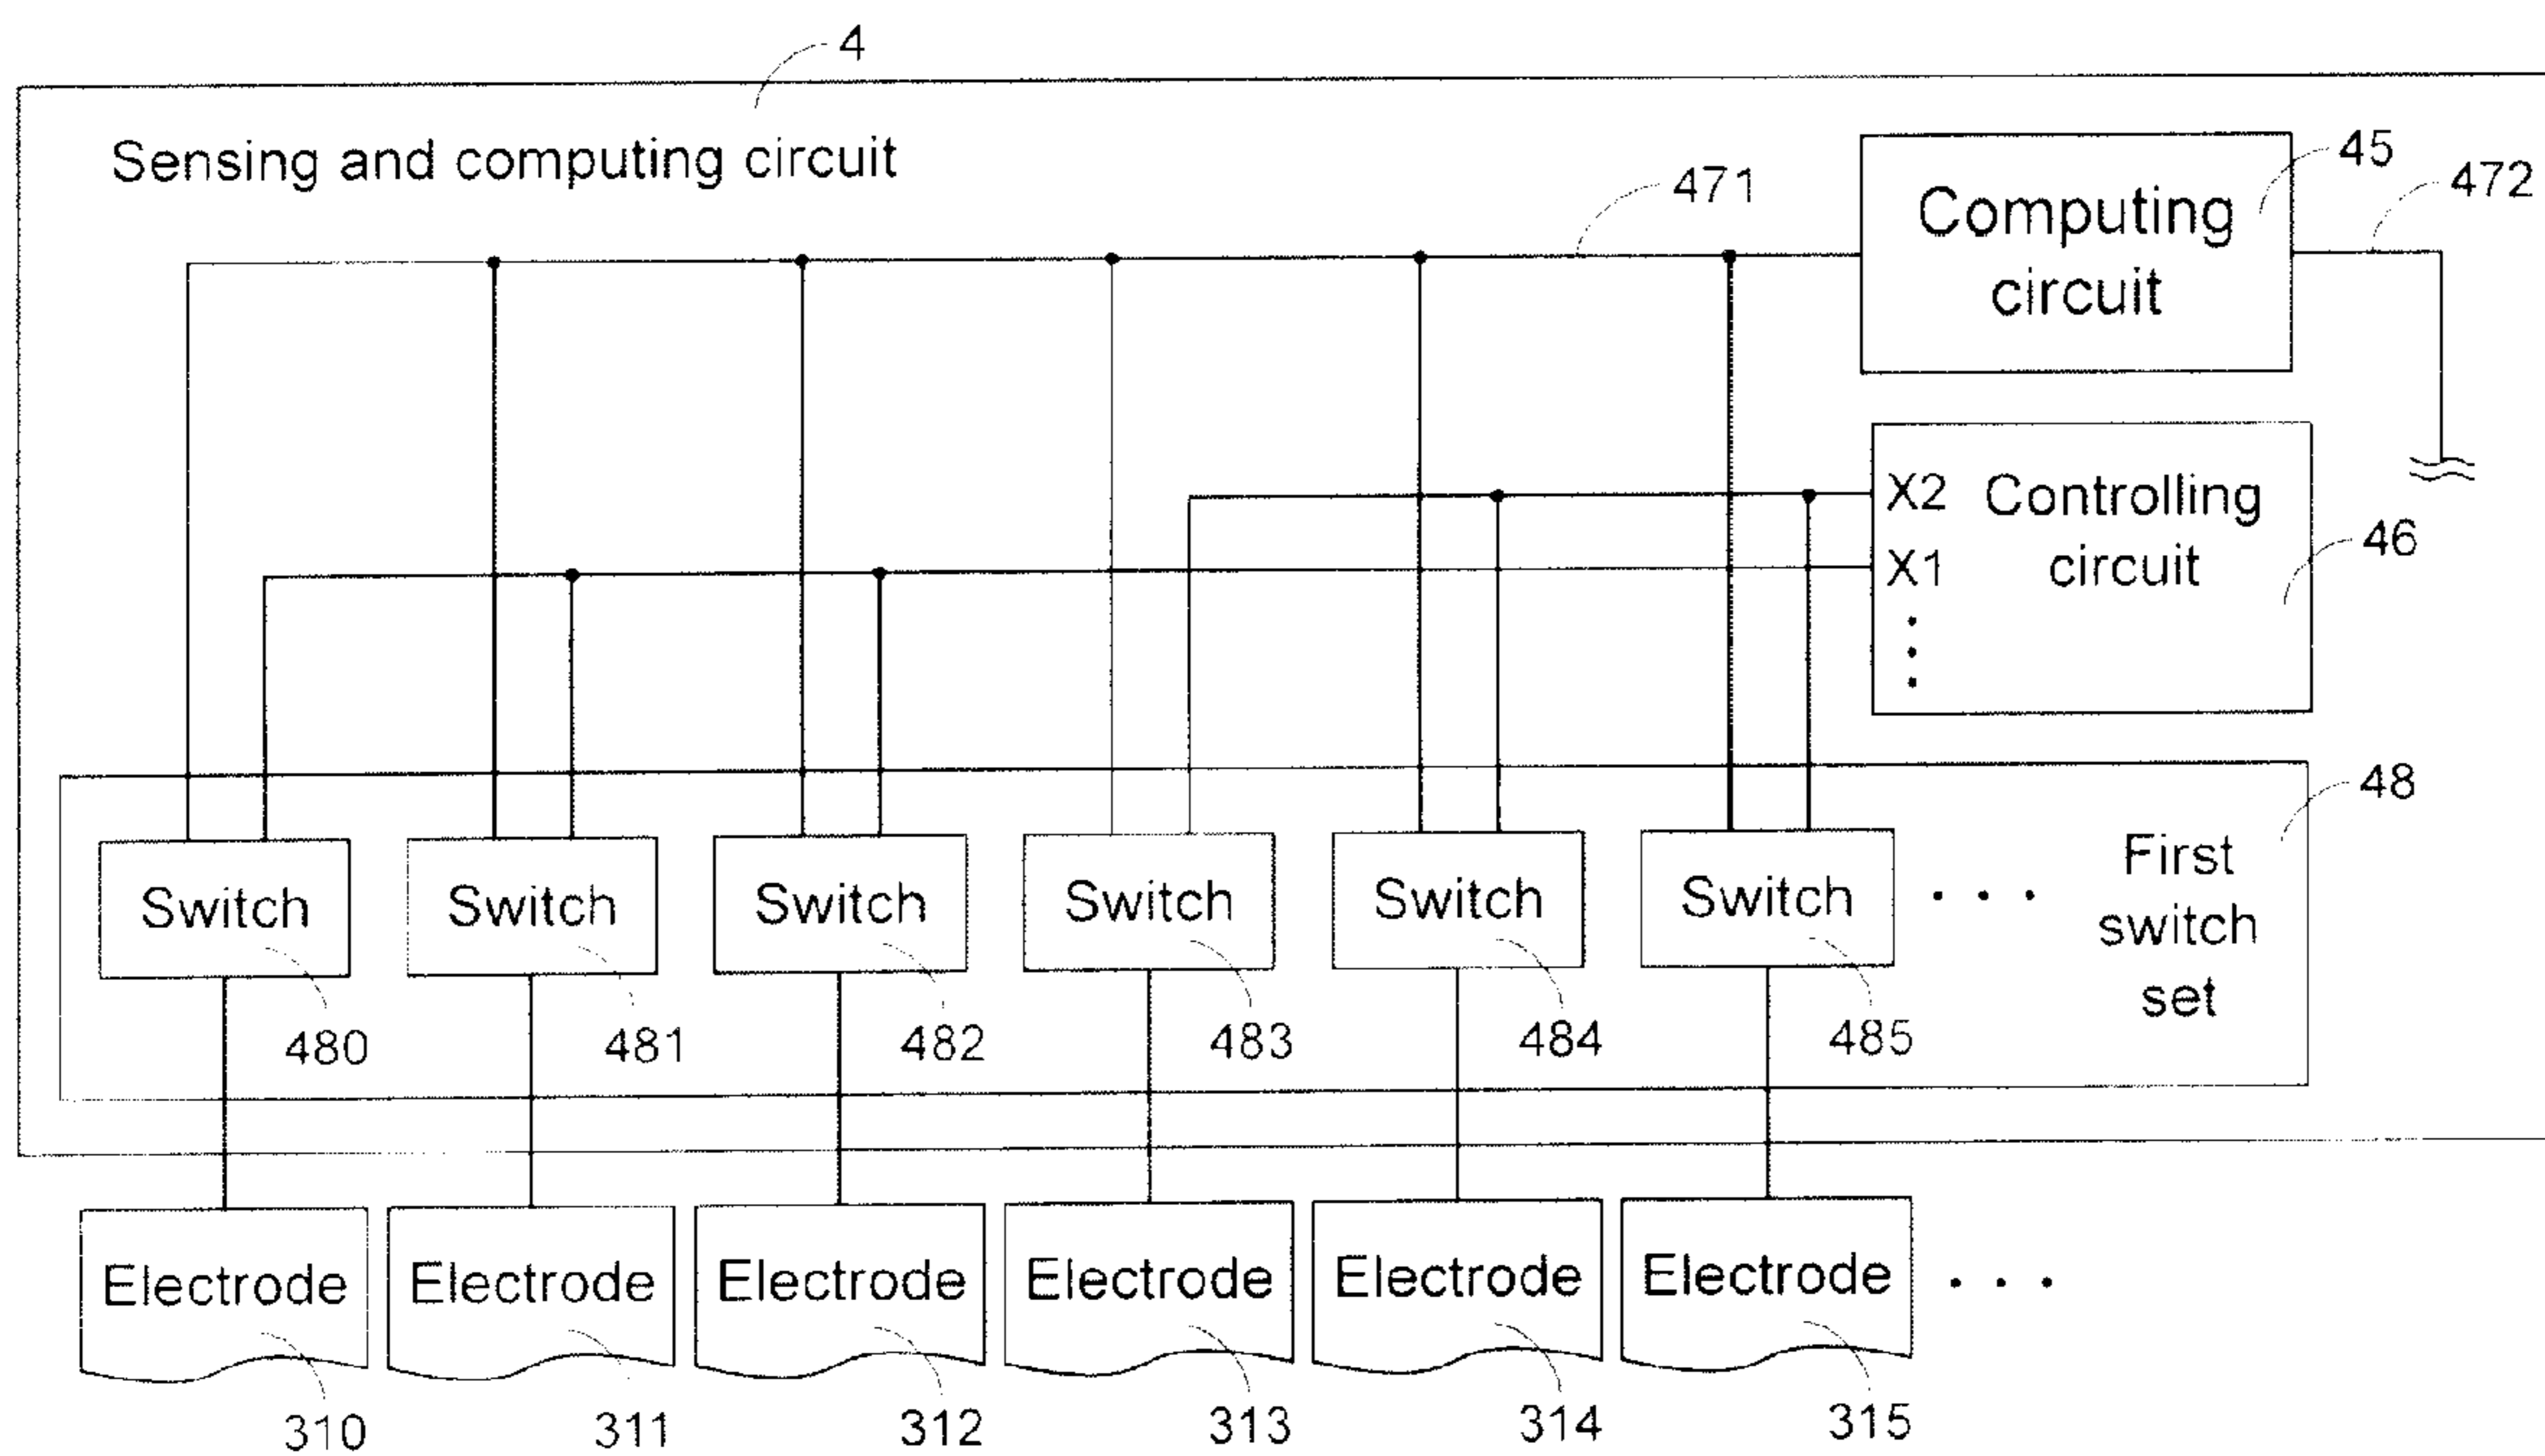 4
Sensing and computing circuit
471
Computing
circuit
45
472
X2
Controlling
circuit
X1
46
48
Switch
Switch
Switch
Switch
Switch
Switch
. . .
First
switch
set
480
481
482
483
484
485
Electrode
Electrode
Electrode
Electrode
Electrode
Electrode
. . .
310
311
312
313
314
315